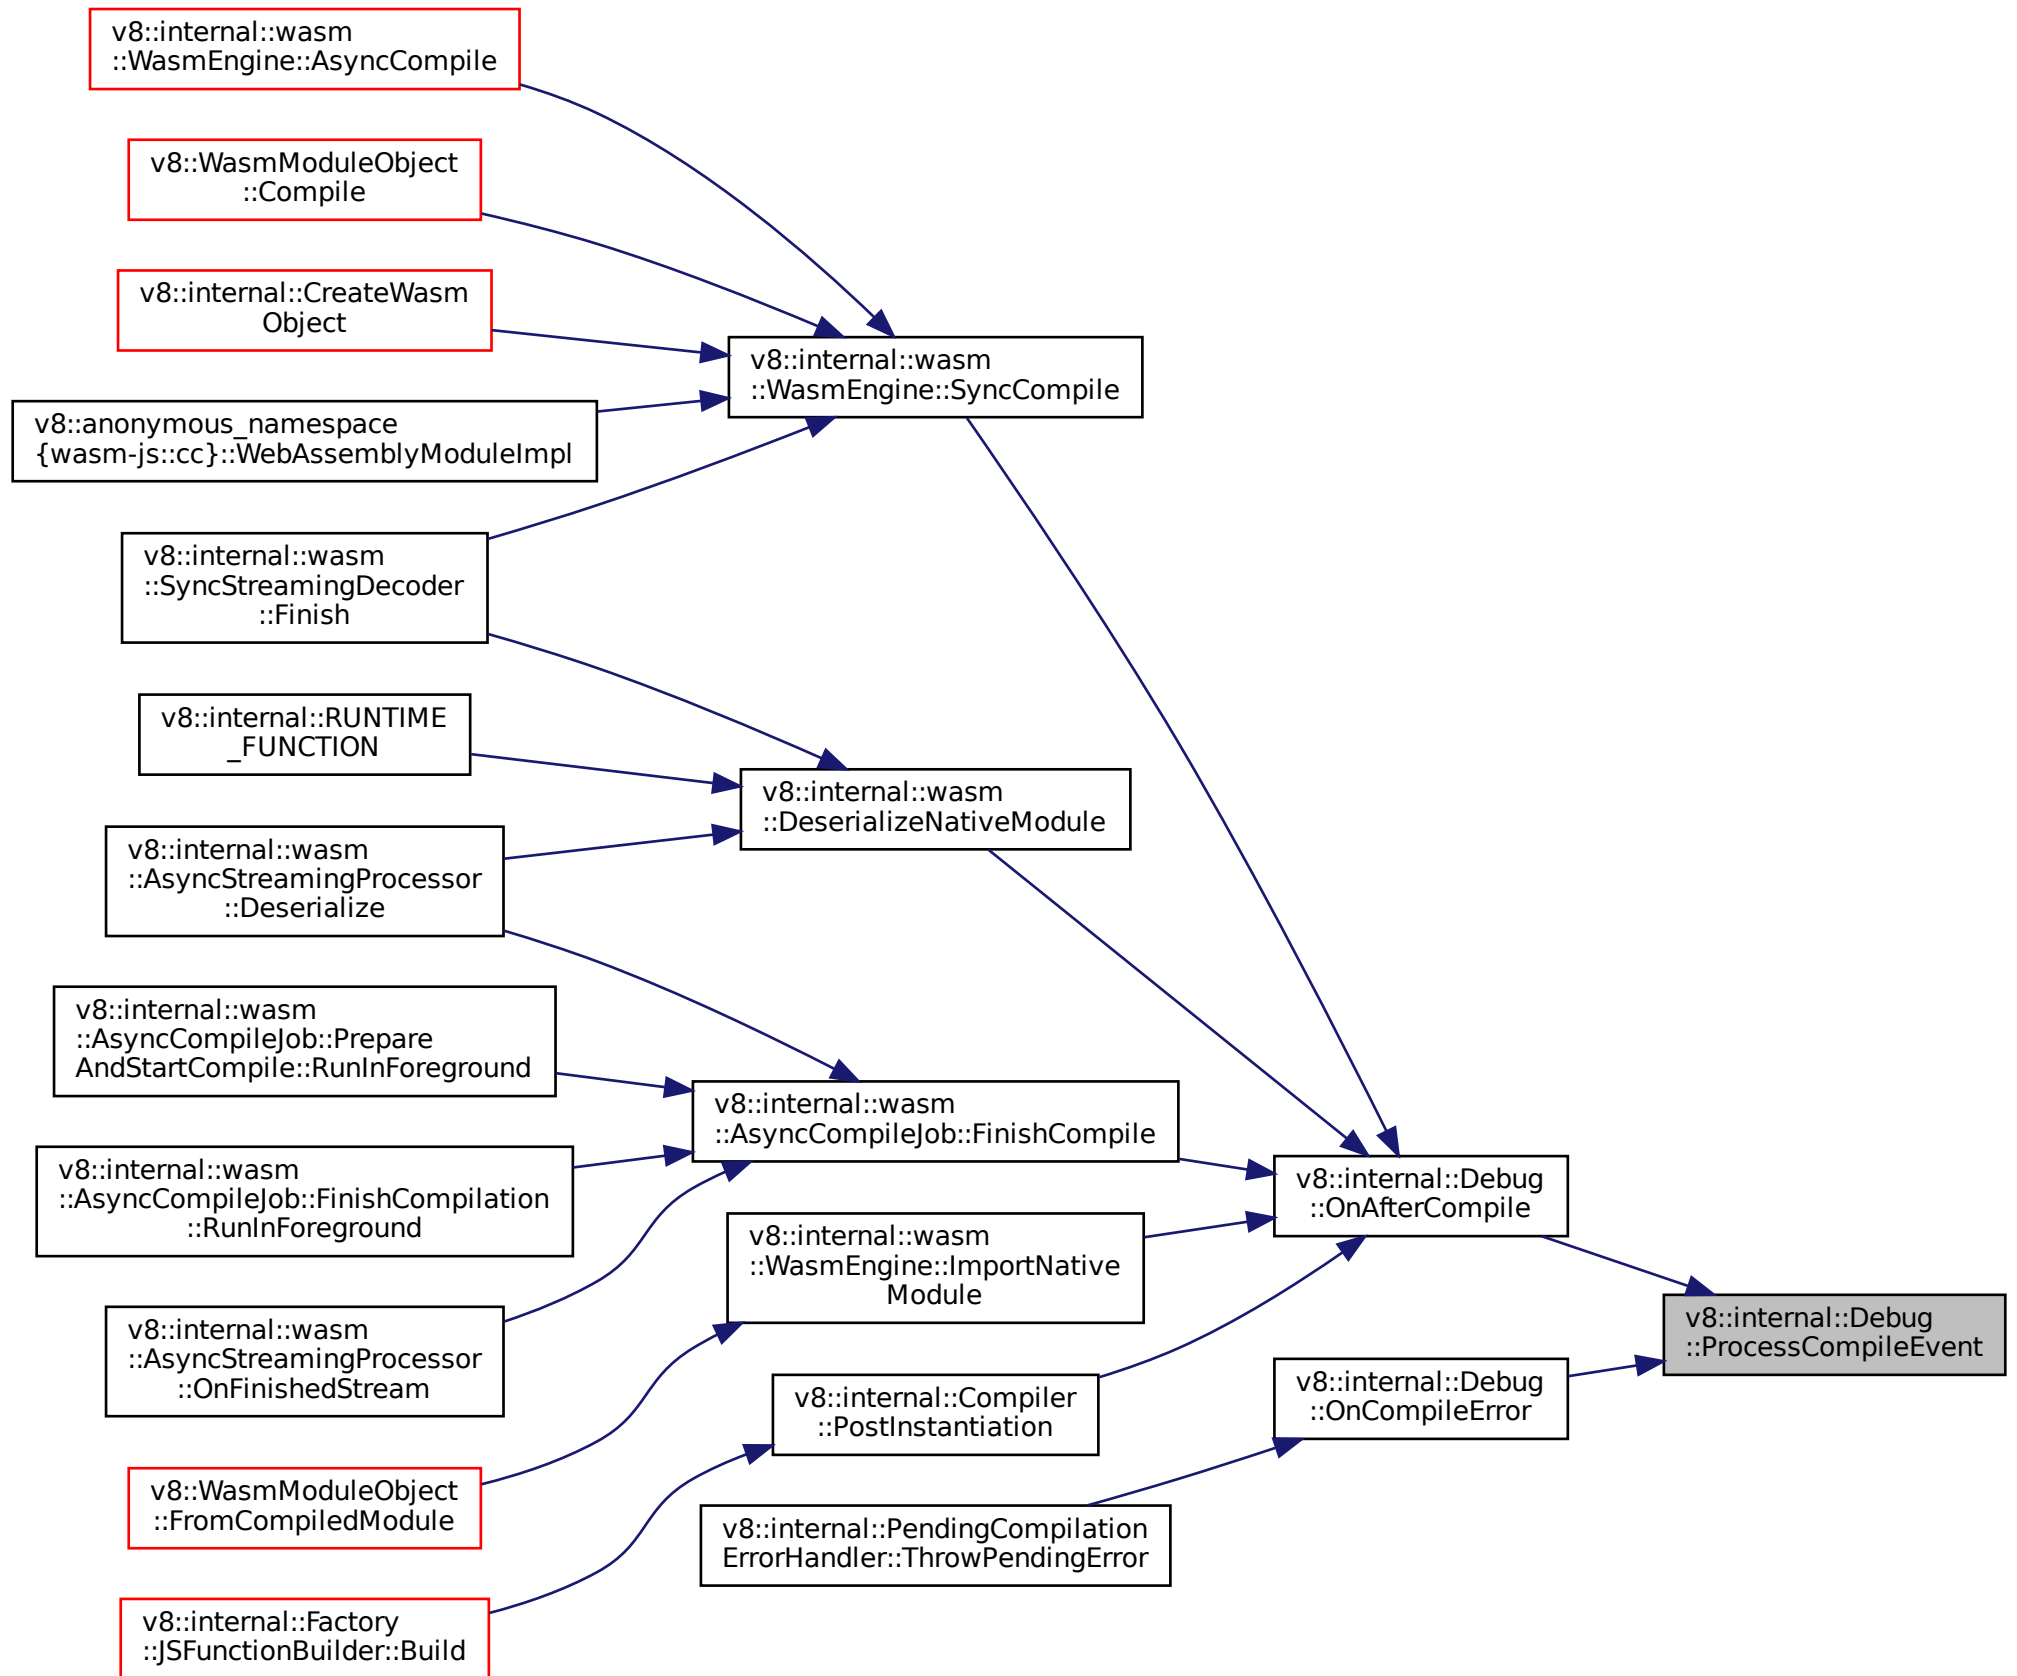 v8::internal::wasm
::WasmEngine::AsyncCompile
v8::WasmModuleObject
::Compile
v8::internal::CreateWasm
Object
v8::anonymous_namespace
{wasm-js::cc}::WebAssemblyModuleImpl
v8::internal::wasm
::SyncStreamingDecoder
::Finish
v8::internal::RUNTIME
_FUNCTION
v8::internal::wasm
::AsyncStreamingProcessor
::Deserialize
v8::internal::wasm
::AsyncCompileJob::Prepare
AndStartCompile::RunInForeground
v8::internal::wasm
::AsyncCompileJob::FinishCompilation
::RunInForeground
v8::internal::wasm
::AsyncStreamingProcessor
::OnFinishedStream
v8::WasmModuleObject
::FromCompiledModule
v8::internal::Factory
::JSFunctionBuilder::Build
v8::internal::wasm
::WasmEngine::SyncCompile
v8::internal::wasm
::DeserializeNativeModule
v8::internal::wasm
::AsyncCompileJob::FinishCompile
v8::internal::wasm
::WasmEngine::ImportNative
Module
v8::internal::Compiler
::PostInstantiation
v8::internal::PendingCompilation
ErrorHandler::ThrowPendingError
v8::internal::Debug
::OnAfterCompile
v8::internal::Debug
::OnCompileError
v8::internal::Debug
::ProcessCompileEvent